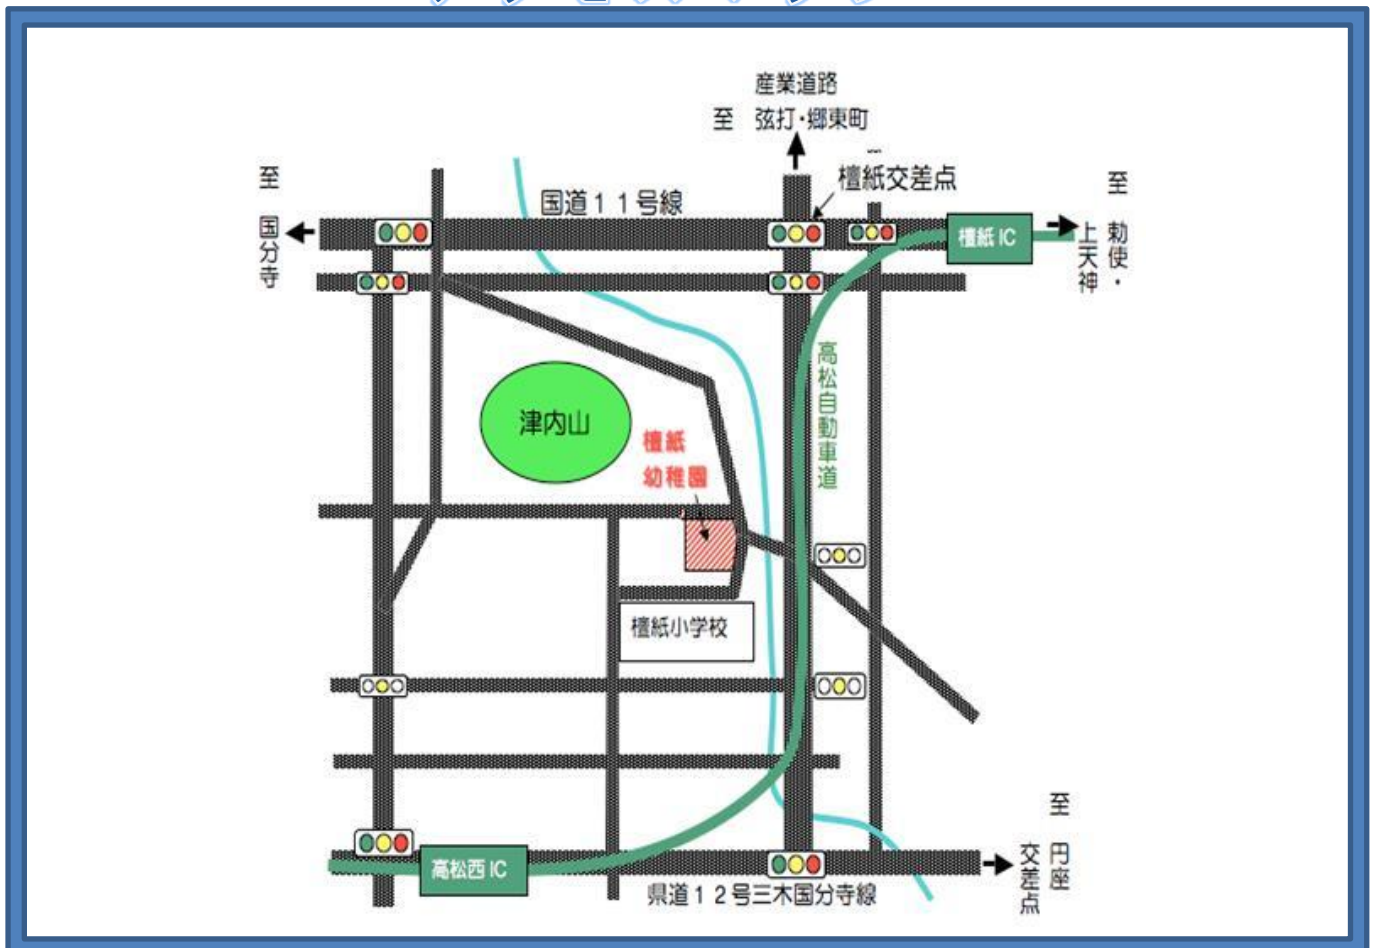 産業道路
至 弦打・郷東町
檀紙交差点
国道11号線
至 国分寺
檀紙 IC
至 勅使・
上天神
高松自動車道
津内山
檀紙
幼稚園
檀紙小学校
高松西 IC
県道12号三木国分寺線
至 円座
交差点